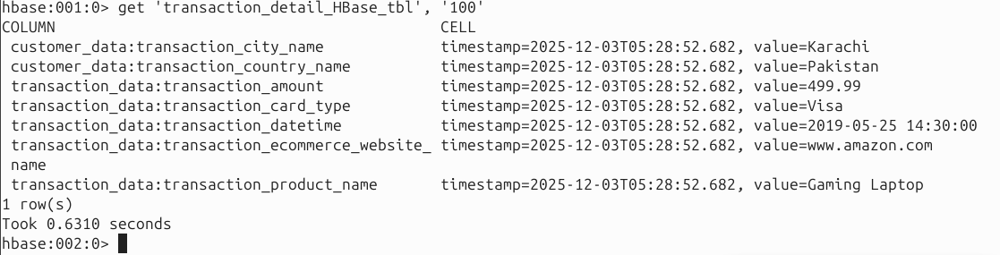 hbase:001:0> get 'transaction_detail_HBase_tbl', '100'
COLUMN CELL
customer_data:transaction_city_name timestamp=2025-12-03T05:28:52.682, value=Karachi
customer_data:transaction_country_name timestamp=2025-12-03T05:28:52.682, value=Pakistan
transaction_data:transaction_amount timestamp=2025-12-03T05:28:52.682, value=499.99
transaction_data:transaction_card_type timestamp=2025-12-03T05:28:52.682, value=Visa
transaction_data:transaction_datetime timestamp=2025-12-03T05:28:52.682, value=2019-05-25 14:30:00
transaction_data:transaction_ecommerce_website_ timestamp=2025-12-03T05:28:52.682, value=www.amazon.com
name
transaction_data:transaction_product_name timestamp=2025-12-03T05:28:52.682, value=Gaming Laptop
1 row(s)
Took 0.6310 seconds
hbase:002:0>